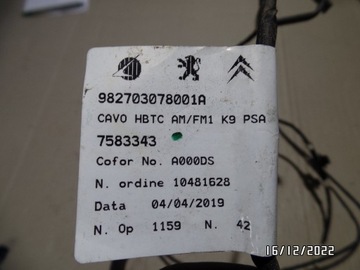 982703078001A
CAVO HBTC AM/FM1 K9 PSA
7583343
Cofor No. A000DS
N. ordine 10481628
Data 04/04/2019
N. Op 1159 N. 42
16/12/2022